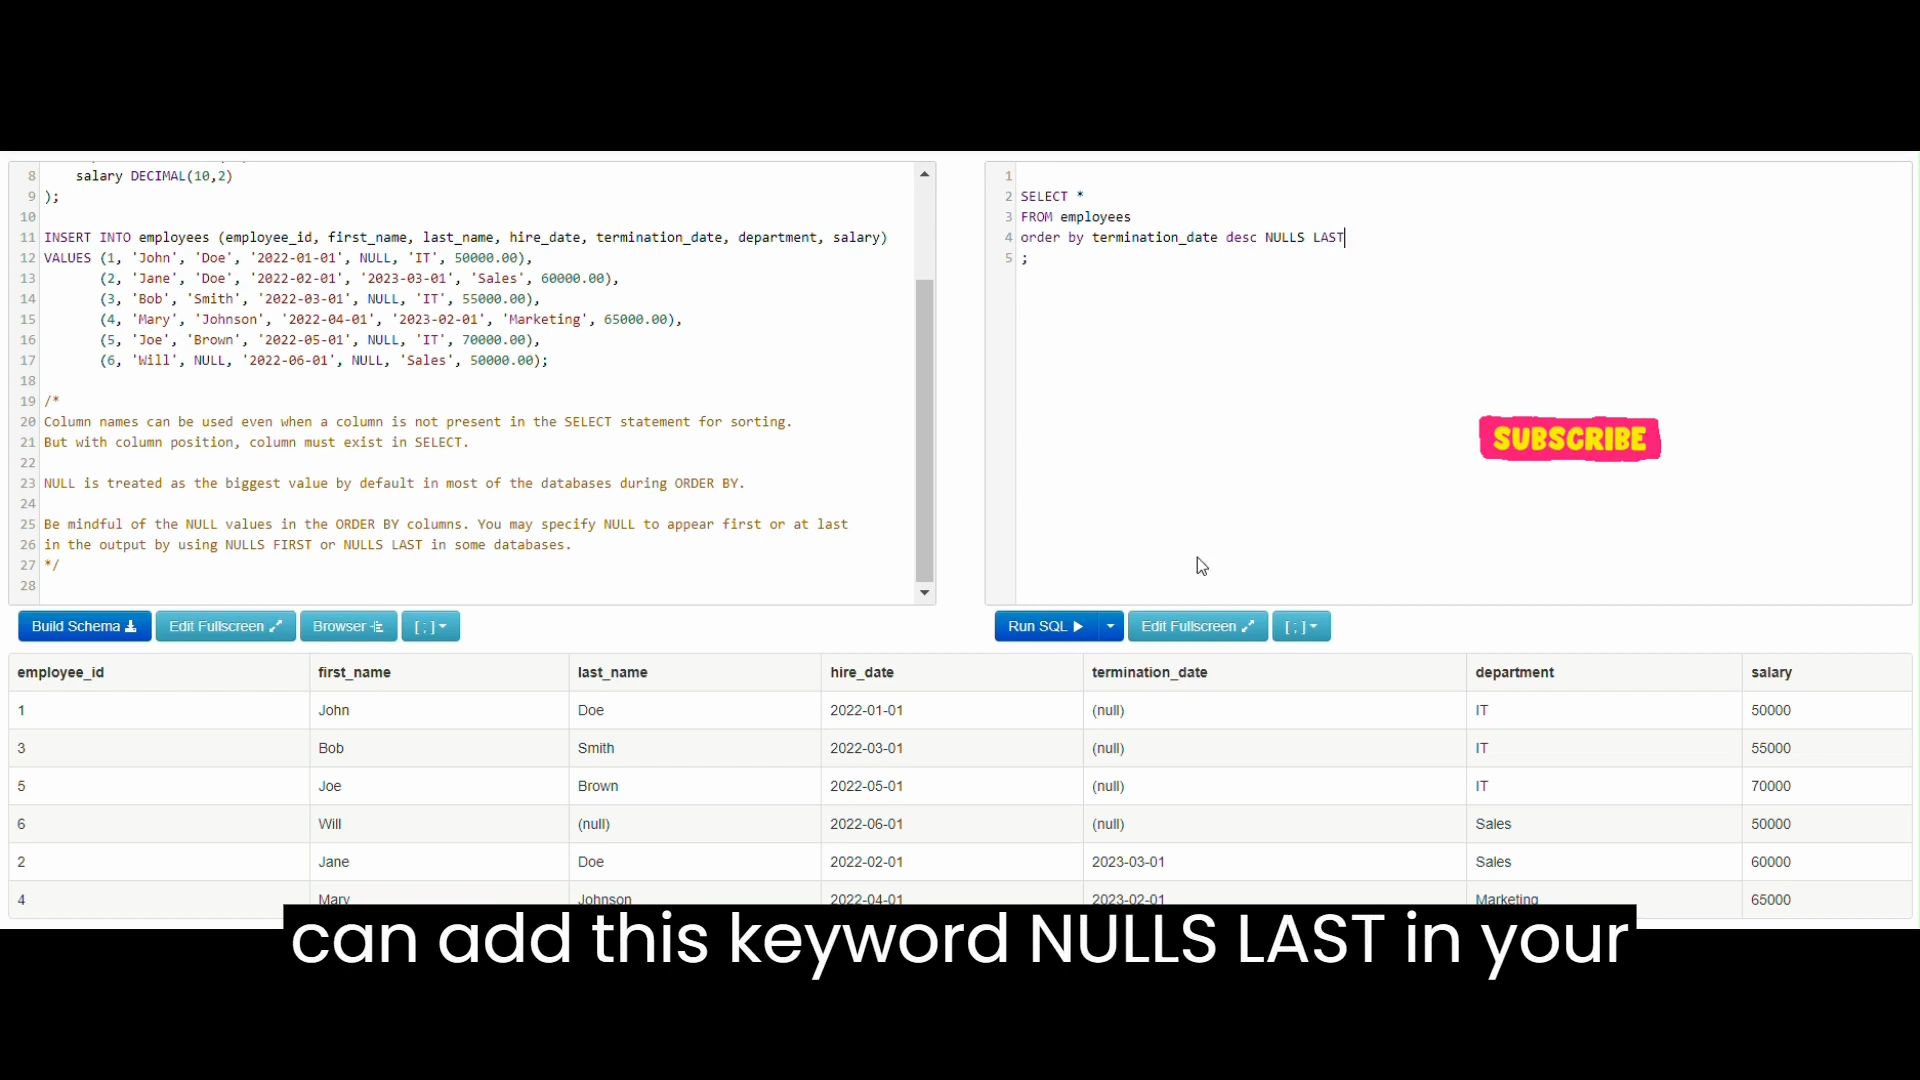 8 salary DECIMAL(10,2)
9 );
10
11 INSERT INTO employees (employee_id, first_name, last_name, hire_date, termination_date, department, salary)
12 VALUES (1, 'John', 'Doe', '2022-01-01', NULL, 'IT', 50000.00),
13 (2, 'Jane', 'Doe', '2022-02-01', '2023-03-01', 'Sales', 60000.00),
14 (3, 'Bob', 'Smith', '2022-03-01', NULL, 'IT', 55000.00),
15 (4, 'Mary', 'Johnson', '2022-04-01', '2023-02-01', 'Marketing', 65000.00),
16 (5, 'Joe', 'Brown', '2022-05-01', NULL, 'IT', 70000.00),
17 (6, 'Will', NULL, '2022-06-01', NULL, 'Sales', 50000.00);
18
19 /*
20 Column names can be used even when a column is not present in the SELECT statement for sorting.
21 But with column position, column must exist in SELECT.
22
23 NULL is treated as the biggest value by default in most of the databases during ORDER BY.
24
25 Be mindful of the NULL values in the ORDER BY columns. You may specify NULL to appear first or at last
26 in the output by using NULLS FIRST or NULLS LAST in some databases.
27 */
28
1
2 SELECT *
3 FROM employees
4 order by termination_date desc NULLS LAST
5 ;
SUBSCRIBE
Build Schema Edit Fullscreen Browser [ ; ]
Run SQL Edit Fullscreen [ ; ]
employee_id first_name last_name hire_date termination_date department salary
1 John Doe 2022-01-01 (null) IT 50000
3 Bob Smith 2022-03-01 (null) IT 55000
5 Joe Brown 2022-05-01 (null) IT 70000
6 Will (null) 2022-06-01 (null) Sales 50000
2 Jane Doe 2022-02-01 2023-03-01 Sales 60000
4 Mary Johnson 2022-04-01 2023-02-01 Marketing 65000
can add this keyword NULLS LAST in your